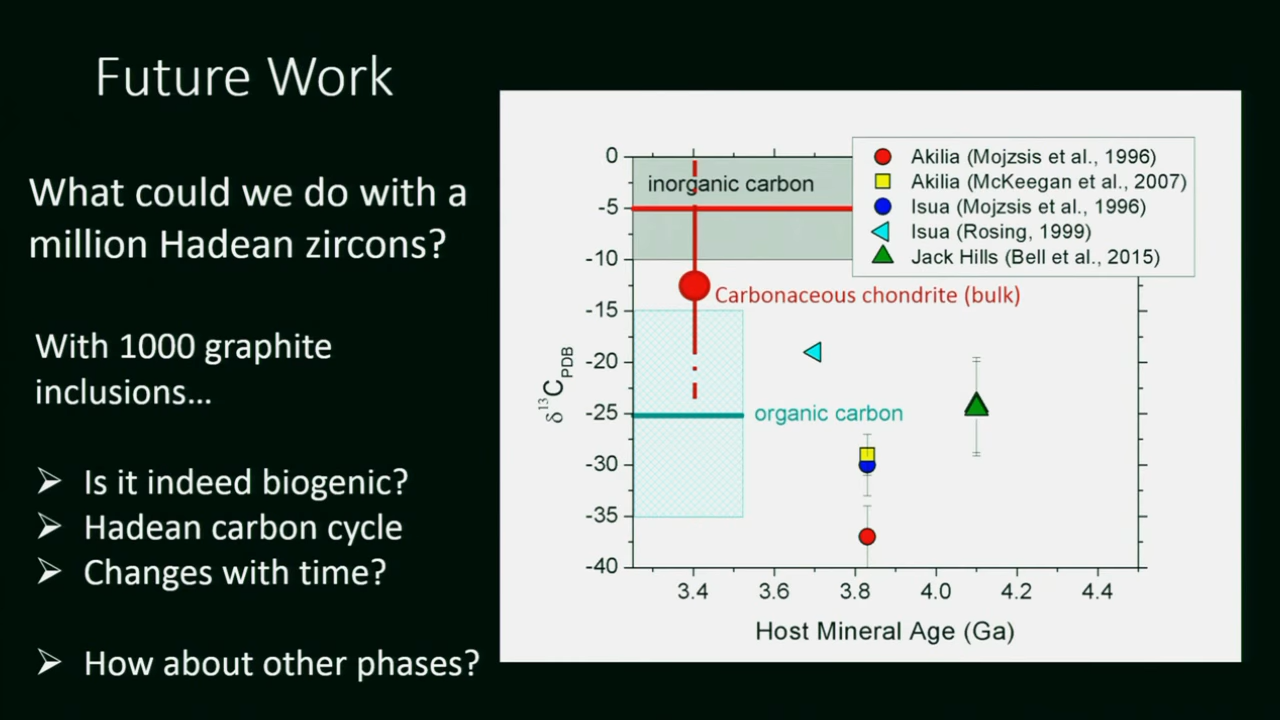 Future Work
What could we do with a
million Hadean zircons?
With 1000 graphite
inclusions...
➢ Is it indeed biogenic?
➢ Hadean carbon cycle
➢ Changes with time?
➢ How about other phases?
Akilia (Mojzsis et al., 1996)
Akilia (McKeegan et al., 2007)
Isua (Mojzsis et al., 1996)
Isua (Rosing, 1999)
Jack Hills (Bell et al., 2015)
inorganic carbon
Carbonaceous chondrite (bulk)
organic carbon
δ¹³C_PDB
0
-5
-10
-15
-20
-25
-30
-35
-40
3.4 3.6 3.8 4.0 4.2 4.4
Host Mineral Age (Ga)